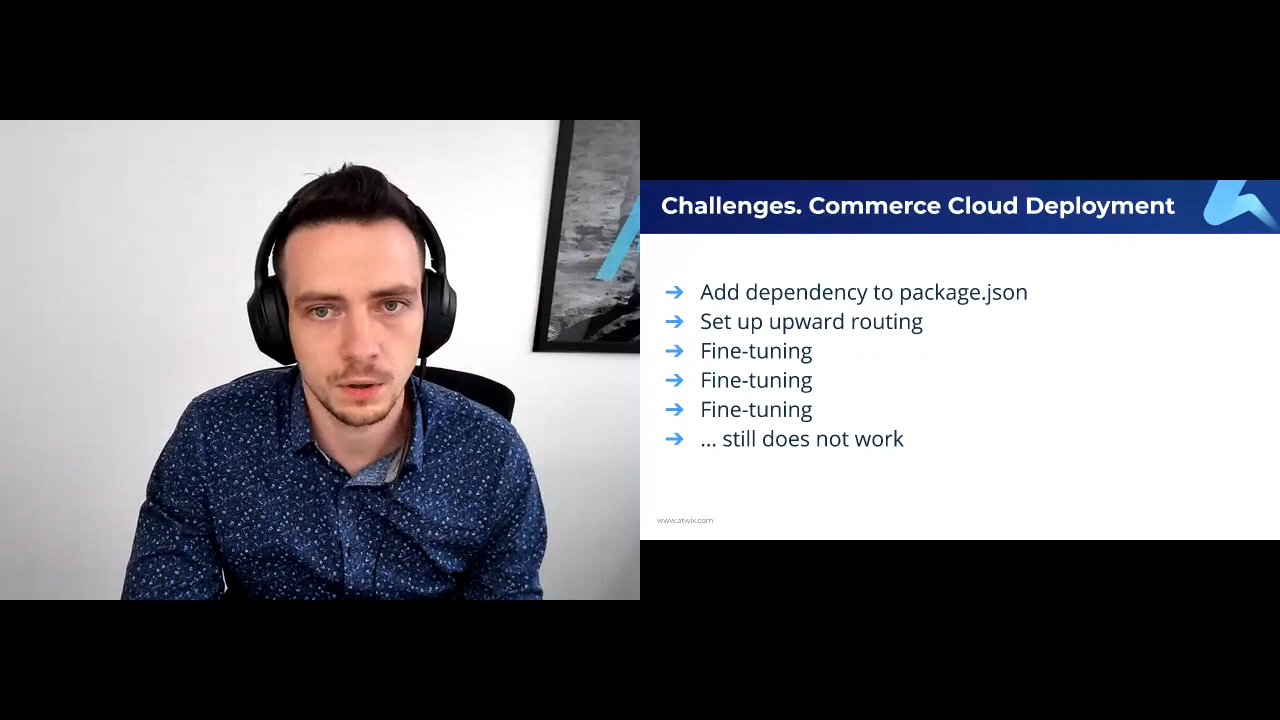 Challenges. Commerce Cloud Deployment
➔ Add dependency to package.json
➔ Set up upward routing
➔ Fine-tuning
➔ Fine-tuning
➔ Fine-tuning
➔ ... still does not work
www.atwix.com